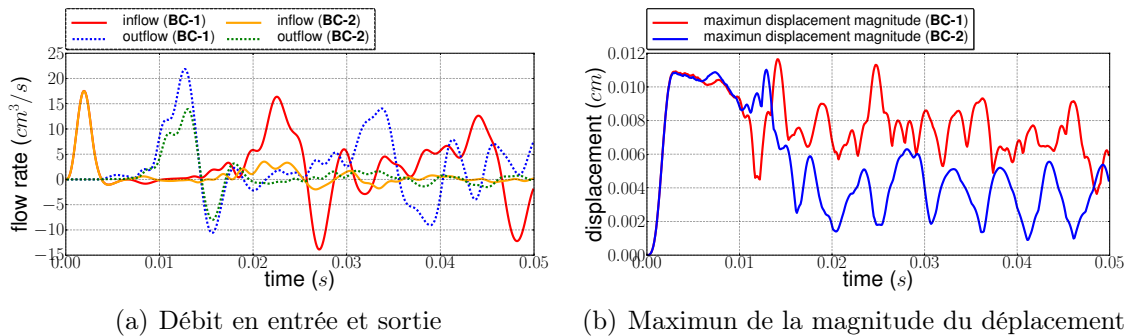 inflow (BC-1)
outflow (BC-1)
inflow (BC-2)
outflow (BC-2)
25
20
15
10
5
0
−5
−10
−15
flow rate (cm³/s)
0.00 0.01 0.02 0.03 0.04 0.05
time (s)
(a) Débit en entrée et sortie
maximun displacement magnitude (BC-1)
maximun displacement magnitude (BC-2)
0.012
0.010
0.008
0.006
0.004
0.002
0.000
displacement (cm)
0.00 0.01 0.02 0.03 0.04 0.05
time (s)
(b) Maximun de la magnitude du déplacement